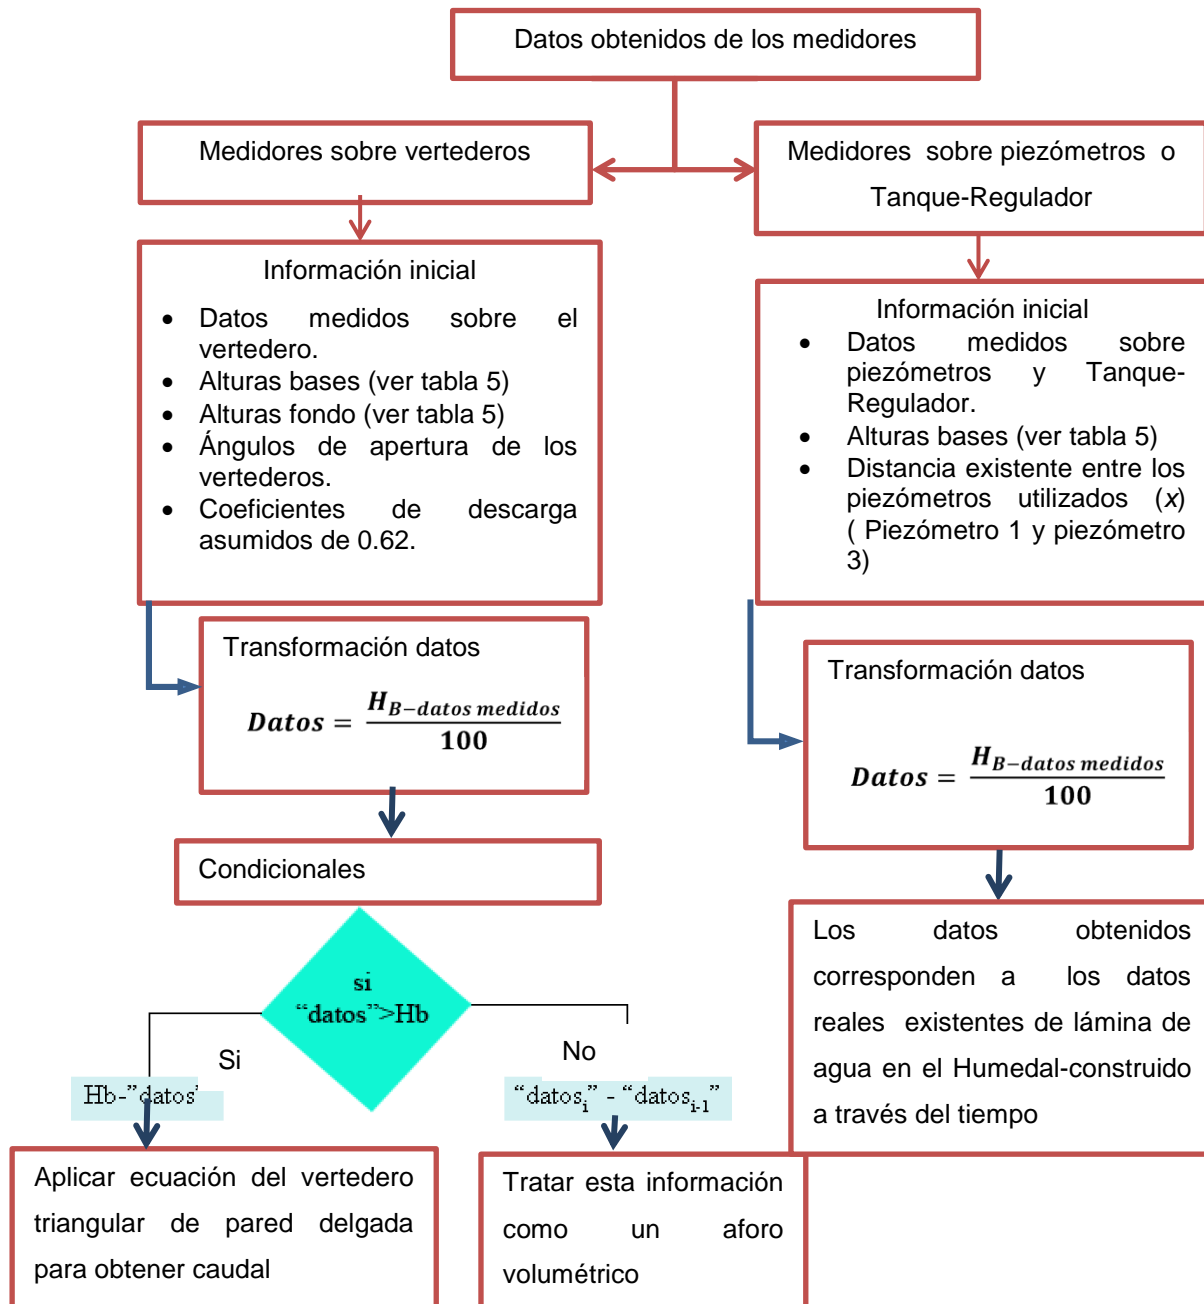 Datos obtenidos de los medidores
Medidores sobre vertederos
Medidores sobre piezómetros o
Tanque-Regulador
Información inicial
• Datos medidos sobre el
vertedero.
• Alturas bases (ver tabla 5)
• Alturas fondo (ver tabla 5)
• Ángulos de apertura de los
vertederos.
• Coeficientes de descarga
asumidos de 0.62.
Información inicial
• Datos medidos sobre
piezómetros y Tanque-
Regulador.
• Alturas bases (ver tabla 5)
• Distancia existente entre los
piezómetros utilizados (x)
( Piezómetro 1 y piezómetro
3)
Transformación datos
Datos = H_{B−datos medidos} / 100
Transformación datos
Datos = H_{B−datos medidos} / 100
Condicionales
si
“datos”>Hb
Si
Hb-”datos’
No
“datos_i” - “datos_{i-1}”
Aplicar ecuación del vertedero
triangular de pared delgada
para obtener caudal
Tratar esta información
como un aforo
volumétrico
Los datos obtenidos
corresponden a los datos
reales existentes de lámina de
agua en el Humedal-construido
a través del tiempo